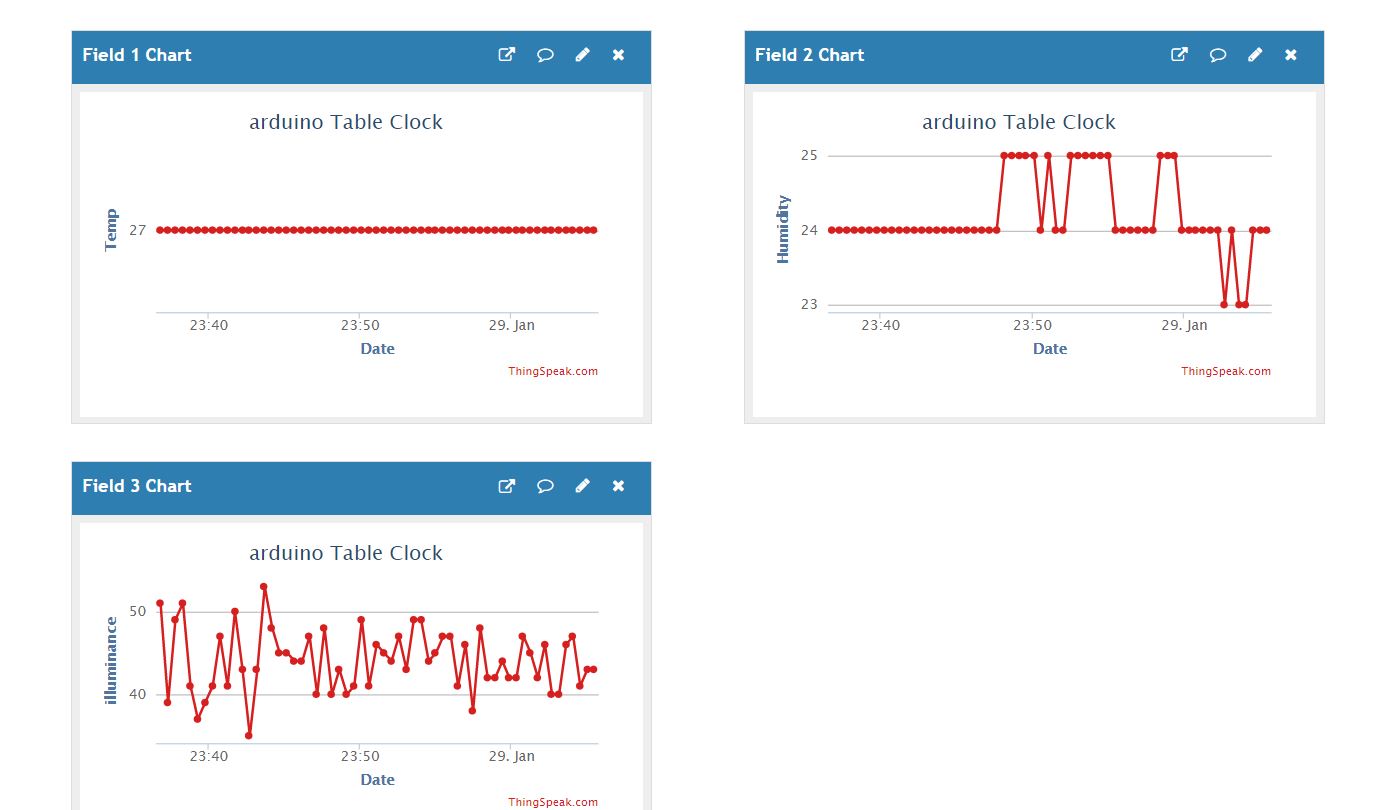 Field 1 Chart
arduino Table Clock
Temp
27
23:40 23:50 29. Jan
Date
ThingSpeak.com
Field 2 Chart
arduino Table Clock
Humidity
25
24
23
23:40 23:50 29. Jan
Date
ThingSpeak.com
Field 3 Chart
arduino Table Clock
illuminance
50
40
23:40 23:50 29. Jan
Date
ThingSpeak.com